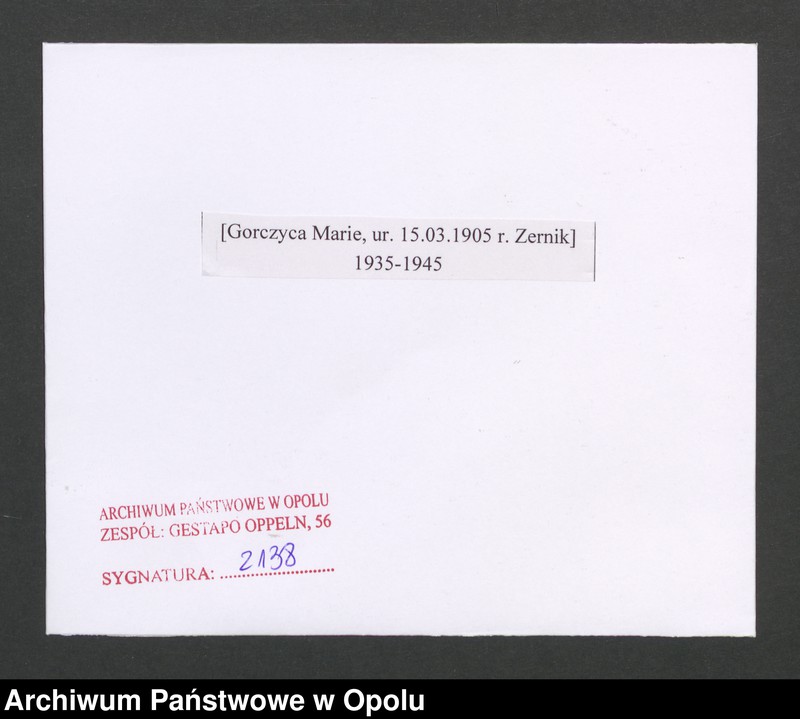 [Gorczyca Marie, ur. 15.03.1905 r. Zernik]
1935-1945
ARCHIWUM PAŃSTWOWE W OPOLU
ZESPÓŁ: GESTAPO OPPELN, 56
SYGNATURA: 2138
Archiwum Państwowe w Opolu